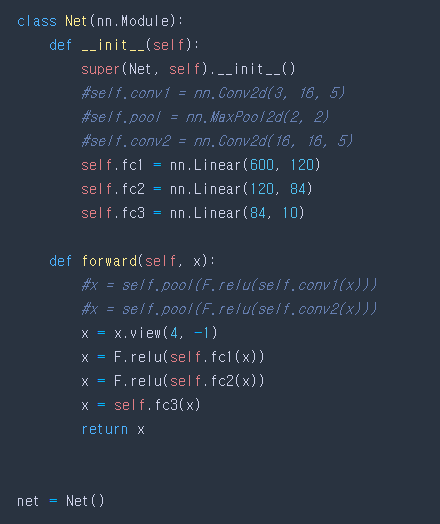 class Net(nn.Module):
    def __init__(self):
        super(Net, self).__init__()
        #self.conv1 = nn.Conv2d(3, 16, 5)
        #self.pool = nn.MaxPool2d(2, 2)
        #self.conv2 = nn.Conv2d(16, 16, 5)
        self.fc1 = nn.Linear(600, 120)
        self.fc2 = nn.Linear(120, 84)
        self.fc3 = nn.Linear(84, 10)

    def forward(self, x):
        #x = self.pool(F.relu(self.conv1(x)))
        #x = self.pool(F.relu(self.conv2(x)))
        x = x.view(4, -1)
        x = F.relu(self.fc1(x))
        x = F.relu(self.fc2(x))
        x = self.fc3(x)
        return x

net = Net()